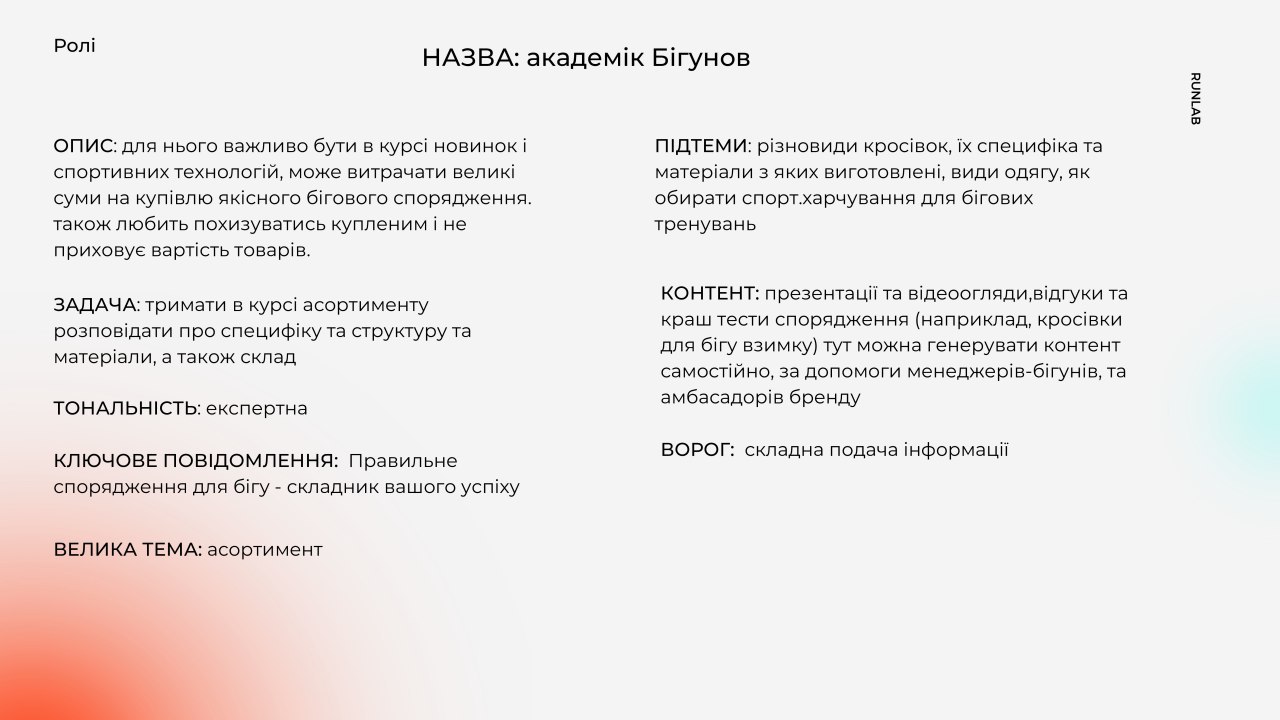 Ролі
НАЗВА: академік Бігунов
RUNLAB
ОПИС: для нього важливо бути в курсі новинок і
спортивних технологій, може витрачати великі
суми на купівлю якісного бігового спорядження.
також любить похизуватись купленим і не
приховує вартість товарів.
ЗАДАЧА: тримати в курсі асортименту
розповідати про специфіку та структуру та
матеріали, а також склад
ТОНАЛЬНІСТЬ: експертна
КЛЮЧОВЕ ПОВІДОМЛЕННЯ:  Правильне
спорядження для бігу - складник вашого успіху
ВЕЛИКА ТЕМА: асортимент
ПІДТЕМИ: різновиди кросівок, їх специфіка та
матеріали з яких виготовлені, види одягу, як
обирати спорт.харчування для бігових
тренувань
КОНТЕНТ: презентації та відеоогляди,відгуки та
краш тести спорядження (наприклад, кросівки
для бігу взимку) тут можна генерувати контент
самостійно, за допомоги менеджерів-бігунів, та
амбасадорів бренду
ВОРОГ:  складна подача інформації